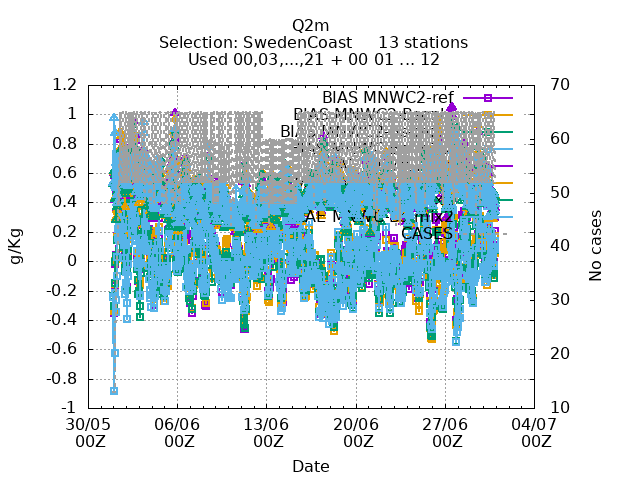 Q2m
Selection: SwedenCoast 13 stations
Used 00,03,...,21 + 00 01 ... 12
1.2
1
0.8
0.6
0.4
0.2
0
-0.2
-0.4
-0.6
-0.8
-1
70
60
50
40
30
20
10
g/Kg
No cases
BIAS MNWC2-ref
BIAS
BIAS
CASES
30/05 06/06 13/06 20/06 27/06 04/07
00Z 00Z 00Z 00Z 00Z 00Z
Date